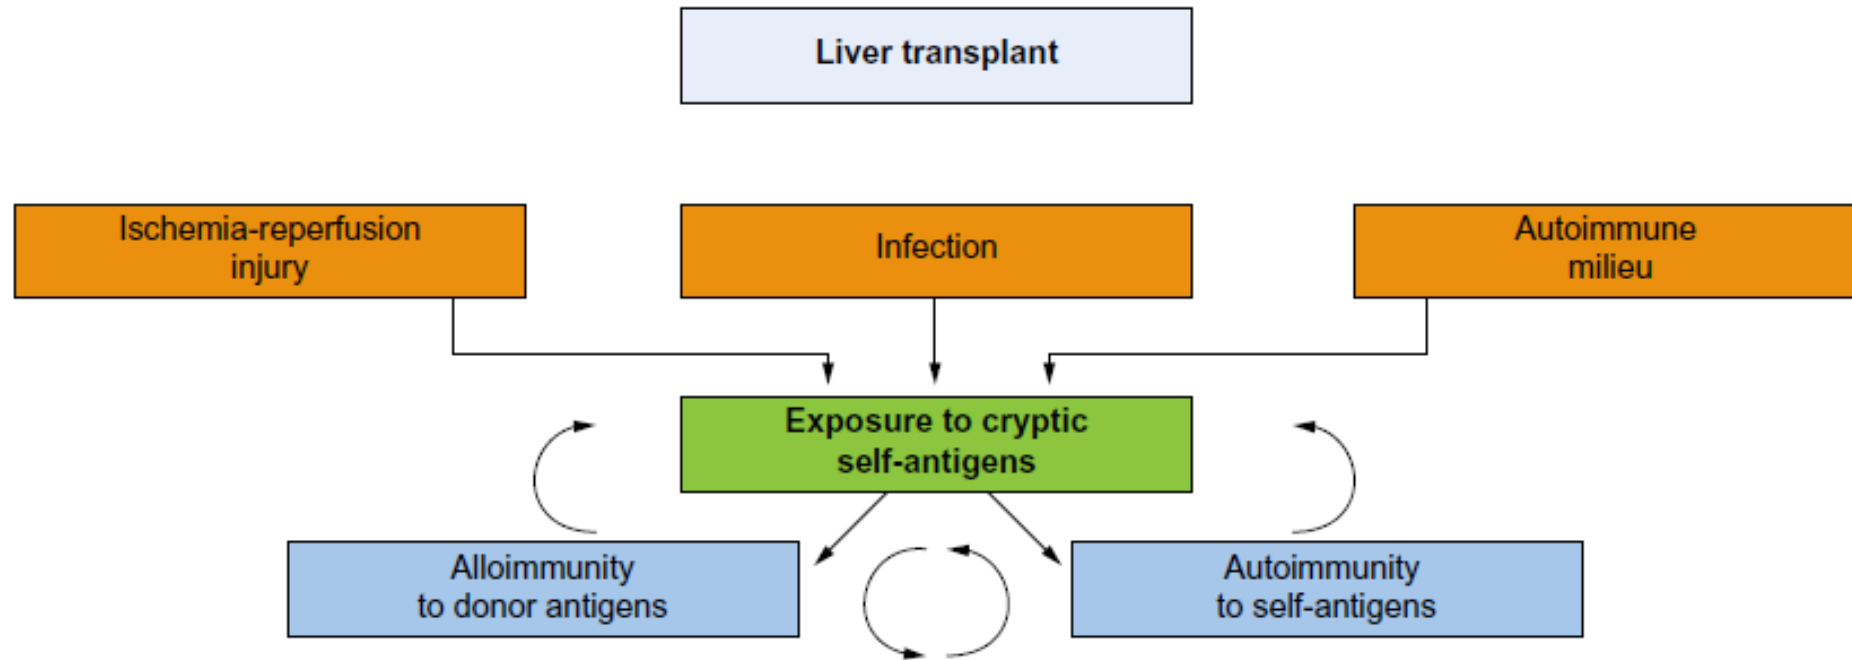 Liver transplant
Ischemia-reperfusion
injury
Infection
Autoimmune
milieu
Exposure to cryptic
self-antigens
Alloimmunity
to donor antigens
Autoimmunity
to self-antigens